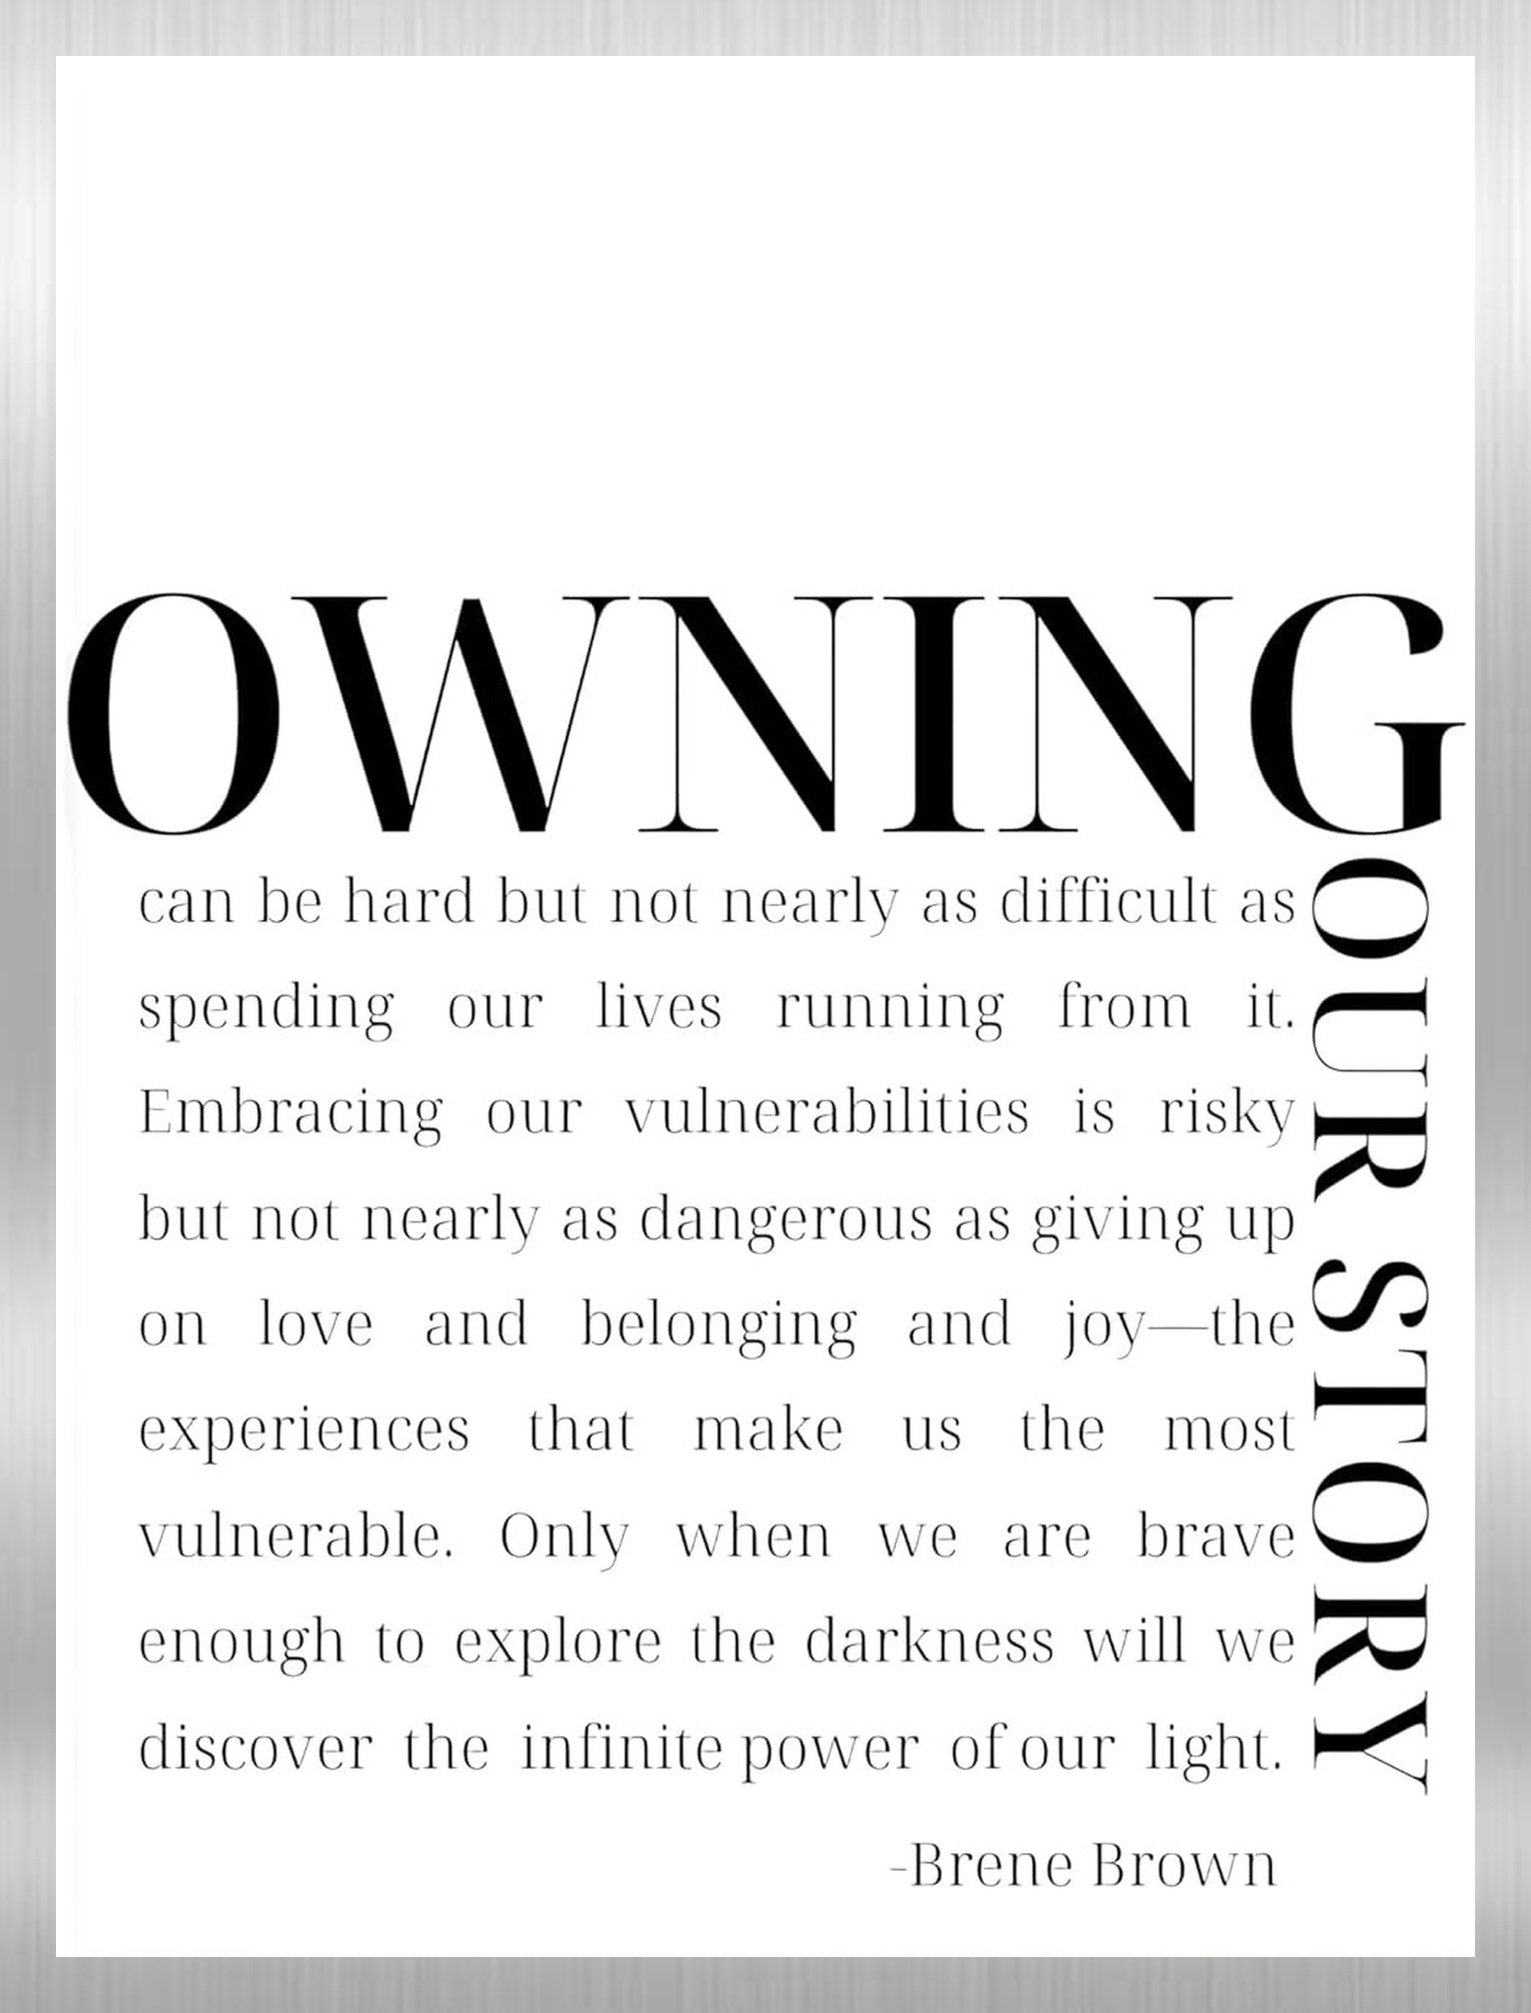 OWNING
OUR STORY
can be hard but not nearly as difficult as
spending our lives running from it.
Embracing our vulnerabilities is risky
but not nearly as dangerous as giving up
on love and belonging and joy—the
experiences that make us the most
vulnerable. Only when we are brave
enough to explore the darkness will we
discover the infinite power of our light.
-Brene Brown